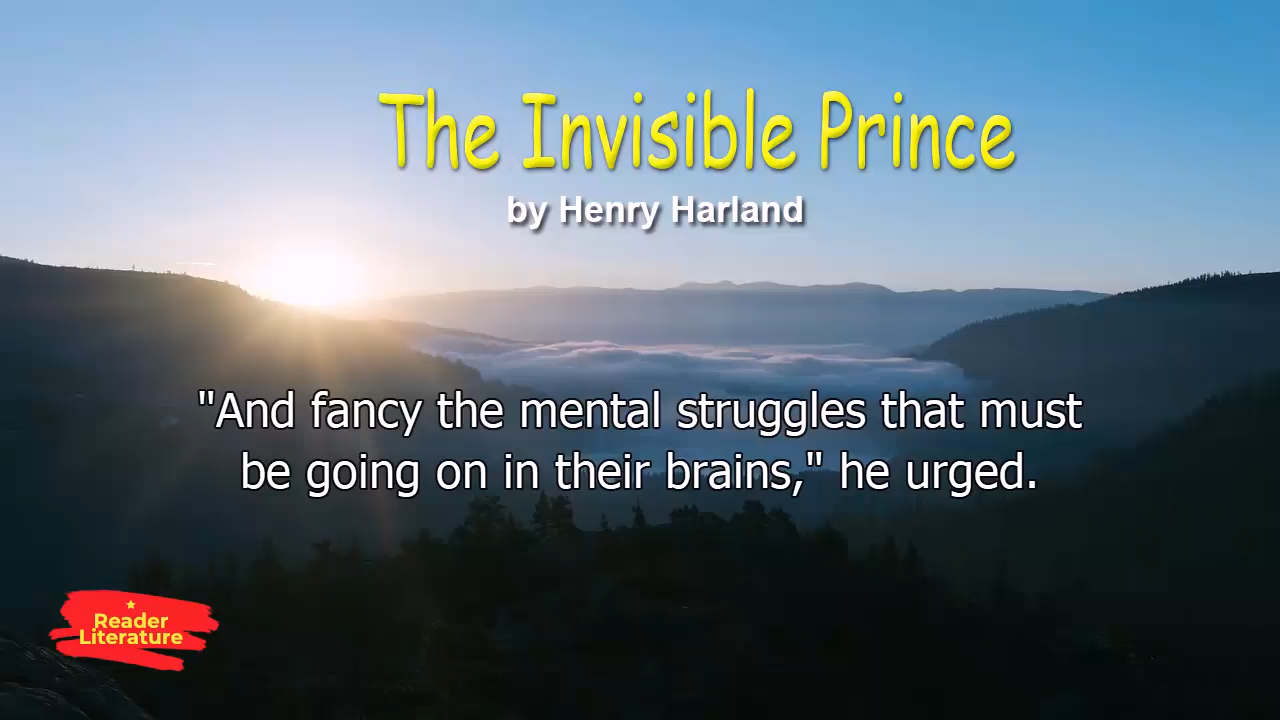 The Invisible Prince
by Henry Harland
"And fancy the mental struggles that must
be going on in their brains," he urged.
Reader
Literature